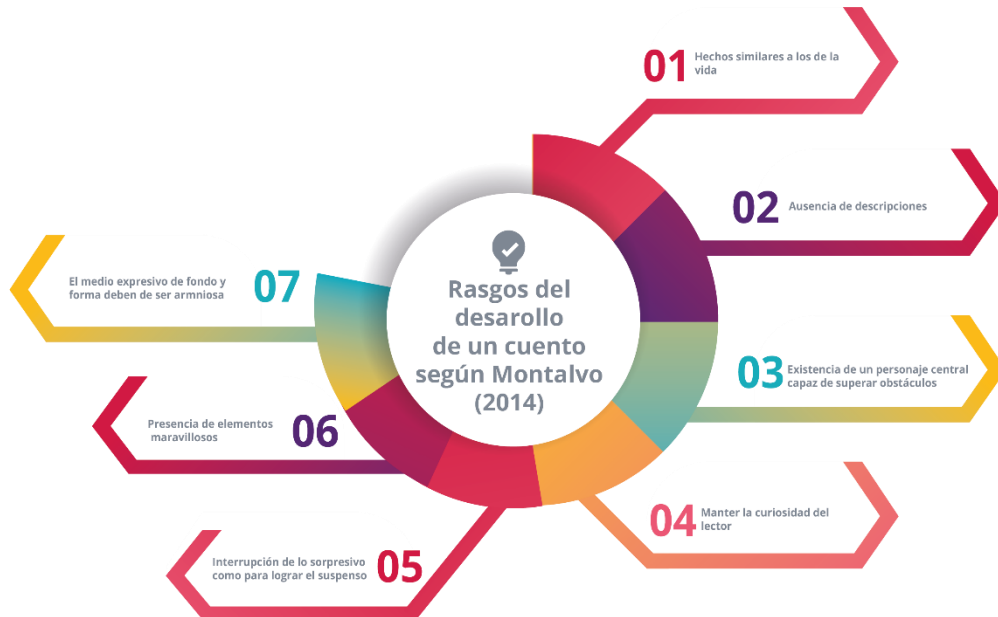 Rasgos del
desarollo
de un cuento
según Montalvo
(2014)
01
Hechos similares a los de la
vida
02
Ausencia de descripciones
03
Existencia de un personaje central
capaz de superar obstáculos
04
Manter la curiosidad del
lector
05
Interrupción de lo sorpresivo
como para lograr el suspenso
06
Presencia de elementos
maravillosos
07
El medio expresivo de fondo y
forma deben de ser armniosa